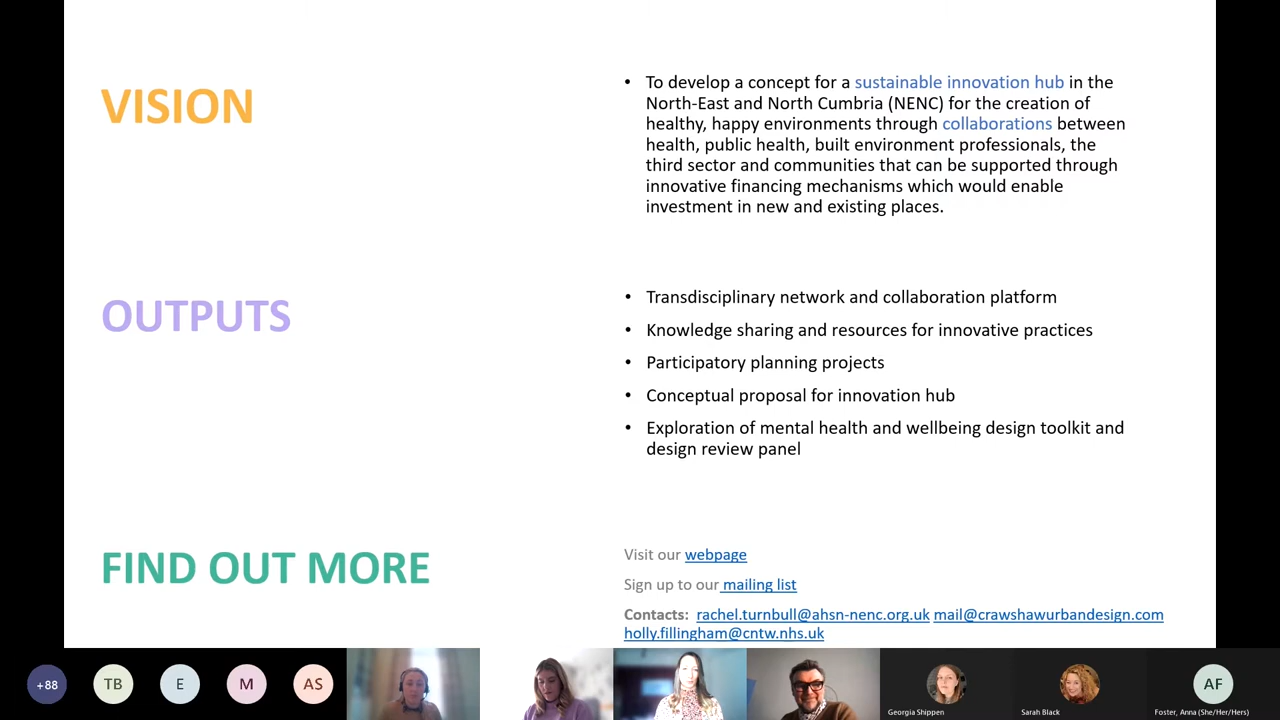 VISION
• To develop a concept for a sustainable innovation hub in the
North-East and North Cumbria (NENC) for the creation of
healthy, happy environments through collaborations between
health, public health, built environment professionals, the
third sector and communities that can be supported through
innovative financing mechanisms which would enable
investment in new and existing places.
OUTPUTS
• Transdisciplinary network and collaboration platform
• Knowledge sharing and resources for innovative practices
• Participatory planning projects
• Conceptual proposal for innovation hub
• Exploration of mental health and wellbeing design toolkit and
design review panel
FIND OUT MORE
Visit our webpage
Sign up to our mailing list
Contacts: rachel.turnbull@ahsn-nenc.org.uk mail@crawshawurbandesign.com
holly.fillingham@cntw.nhs.uk
+88 TB E M AS AF
Georgia Shippen Sarah Black Foster, Anna (She/Her/Hers)